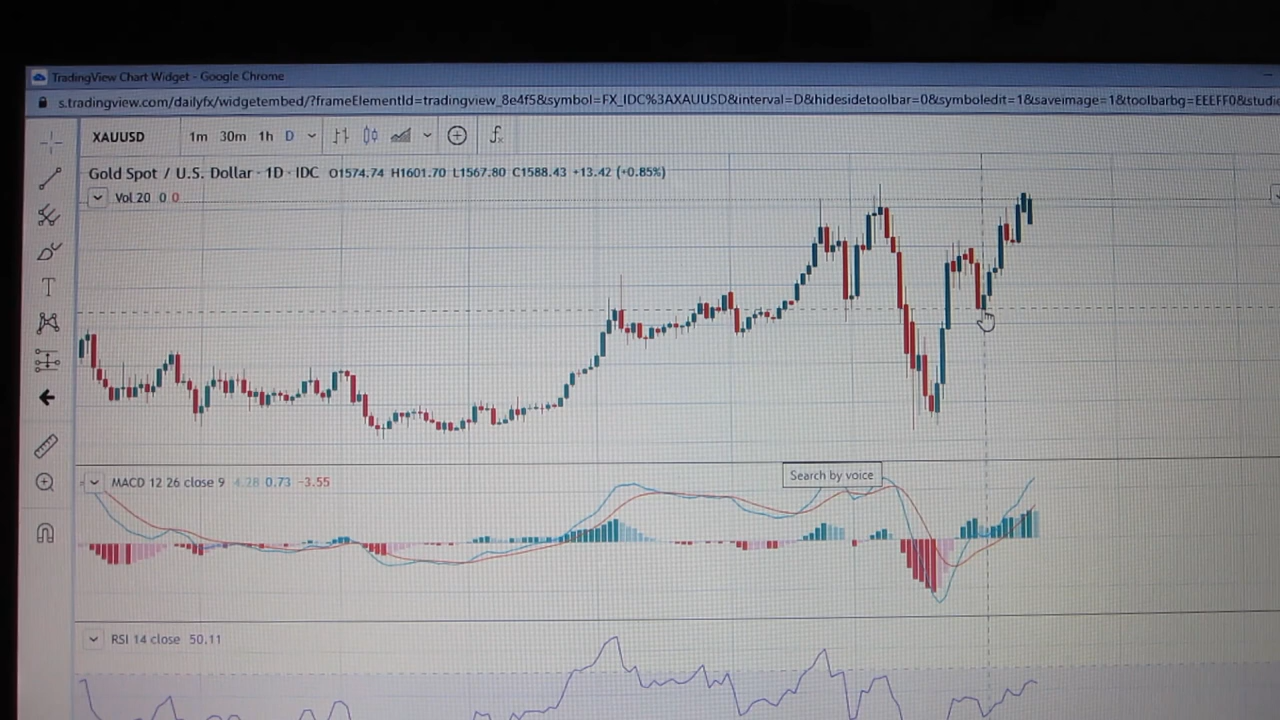 TradingView Chart Widget - Google Chrome
s.tradingview.com/dailyfx/widgetembed/?frameElementId=tradingview_8e4f5&symbol=FX_IDC%3AXAUUSD&interval=D&hidesidetoolbar=0&symboledit=1&saveimage=1&toolbarbg=EEEFF0&studi
XAUUSD 1m 30m 1h D fx
Gold Spot / U.S. Dollar · 1D · IDC O1574.74 H1601.70 L1567.80 C1588.43 +13.42 (+0.85%)
Vol 20 0 0
T
Search by voice
MACD 12 26 close 9 4.28 0.73 −3.55
RSI 14 close 50.11